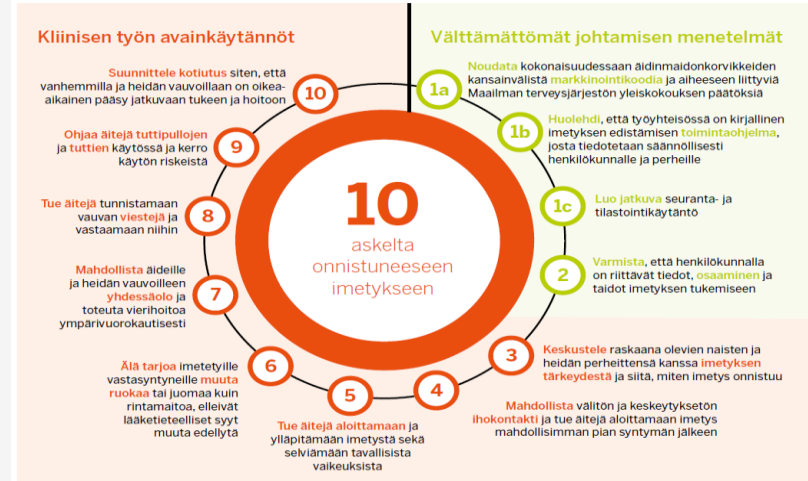 Kliinisen työn avainkäytännöt
Välttämättömät johtamisen menetelmät
10
askelta
onnistuneeseen
imetykseen
1a
Noudata kokonaisuudessaan äidinmaidonkorvikkeiden
kansainvälistä markkinointikoodia ja aiheeseen liittyviä
Maailman terveysjärjestön yleiskokouksen päätöksiä
1b
Huolehdi, että työyhteisössä on kirjallinen
imetyksen edistämisen toimintaohjelma,
josta tiedotetaan säännöllisesti
henkilökunnalle ja perheille
1c
Luo jatkuva seuranta- ja
tilastointikäytäntö
2
Varmista, että henkilökunnalla
on riittävät tiedot, osaaminen ja
taidot imetyksen tukemiseen
3
Keskustele raskaana olevien naisten ja
heidän perheittensä kanssa imetyksen
tärkeydestä ja siitä, miten imetys onnistuu
4
Mahdollista välitön ja keskeytyksetön
ihokontakti ja tue äitejä aloittamaan imetys
mahdollisimman pian syntymän jälkeen
5
Tue äitejä aloittamaan ja
ylläpitämään imetystä sekä
selviämään tavallisista
vaikeuksista
6
Älä tarjoa imetetyille
vastasyntyneille muuta
ruokaa tai juomaa kuin
rintamaitoa, elleivät
lääketieteelliset syyt
muuta edellytä
7
Mahdollista äideille
ja heidän vauvoilleen
yhdessäolo ja
toteuta vierihoitoa
ympärivuorokautisesti
8
Tue äitejä tunnistamaan
vauvan viestejä ja
vastaamaan niihin
9
Ohjaa äitejä tuttipullojen
ja tuttien käytössä ja kerro
käytön riskeistä
10
Suunnittele kotiutus siten, että
vanhemmilla ja heidän vauvoillaan on oikea-
aikainen pääsy jatkuvaan tukeen ja hoitoon